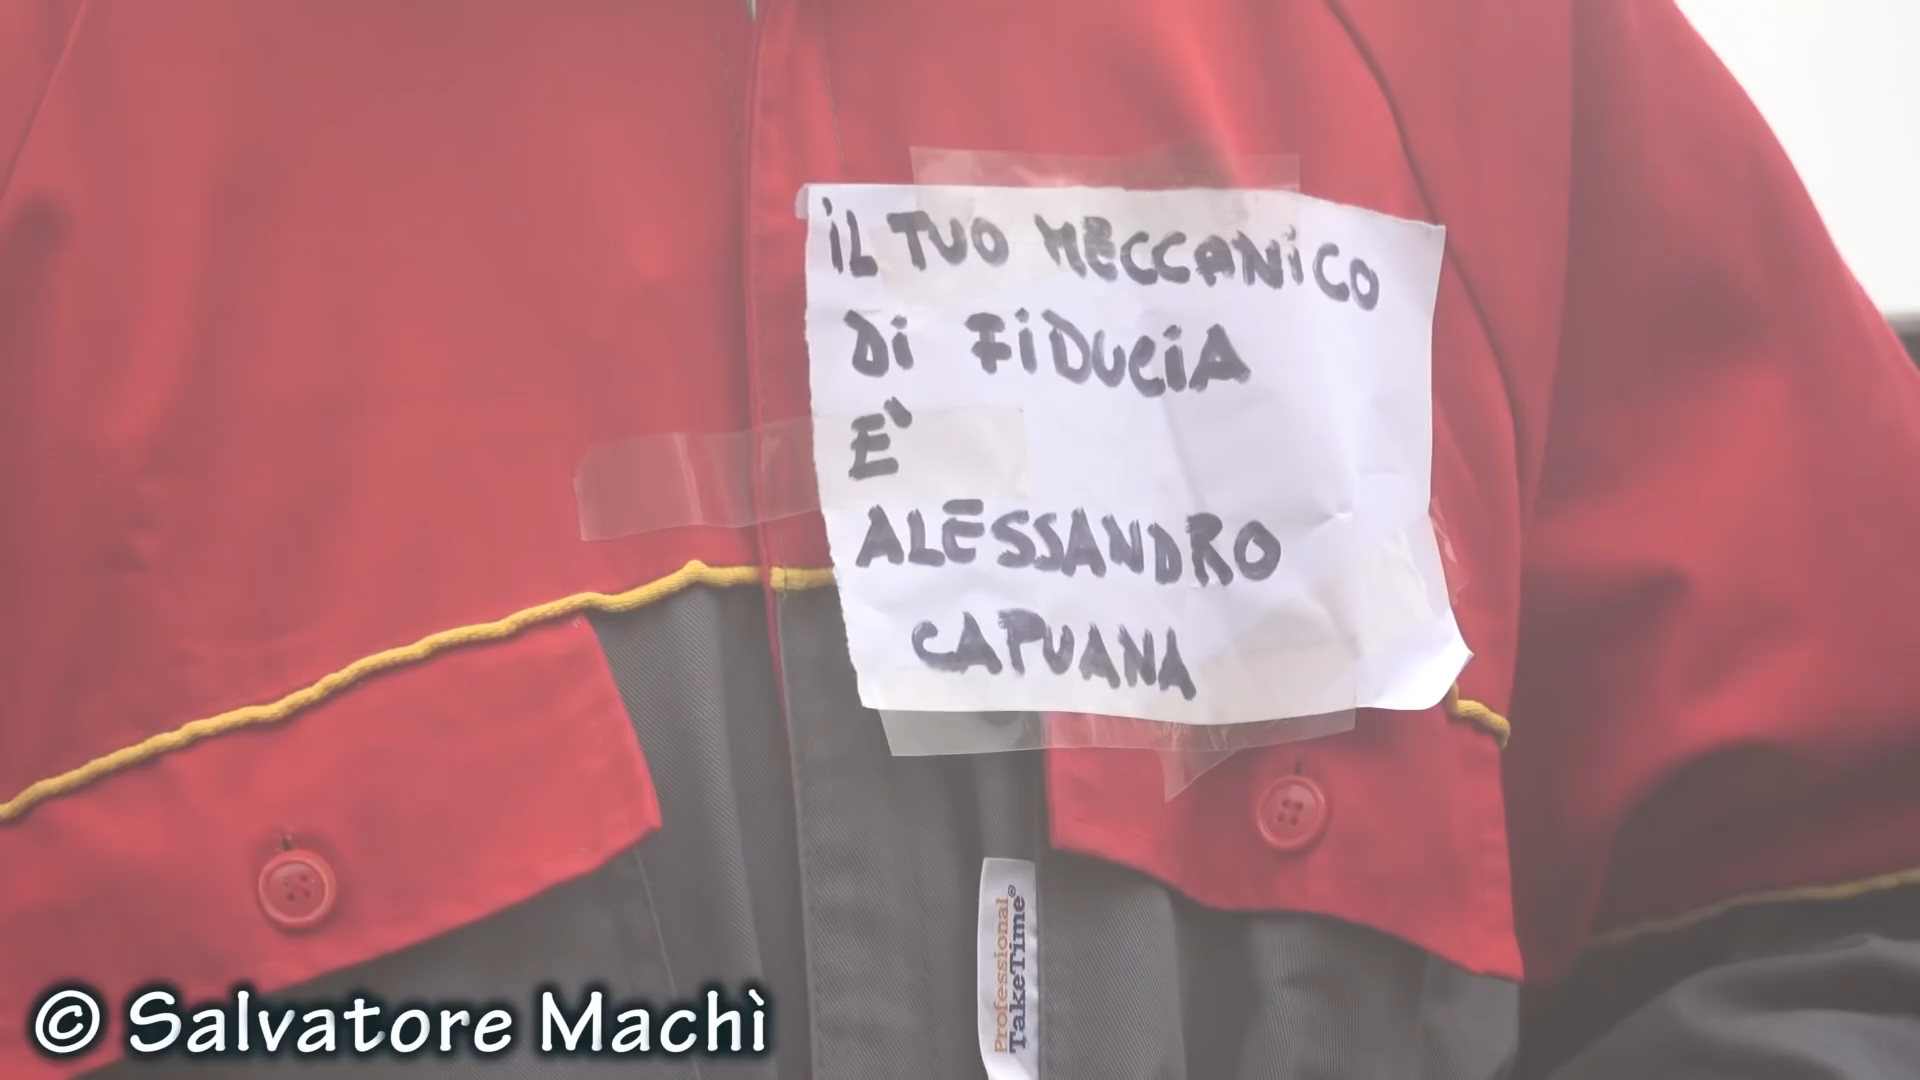 iL TUO MECCANiCO
Di FiDUCiA
E'
ALESSANDRO
CAPUANA
Professional
TakeTime®
© Salvatore Machì